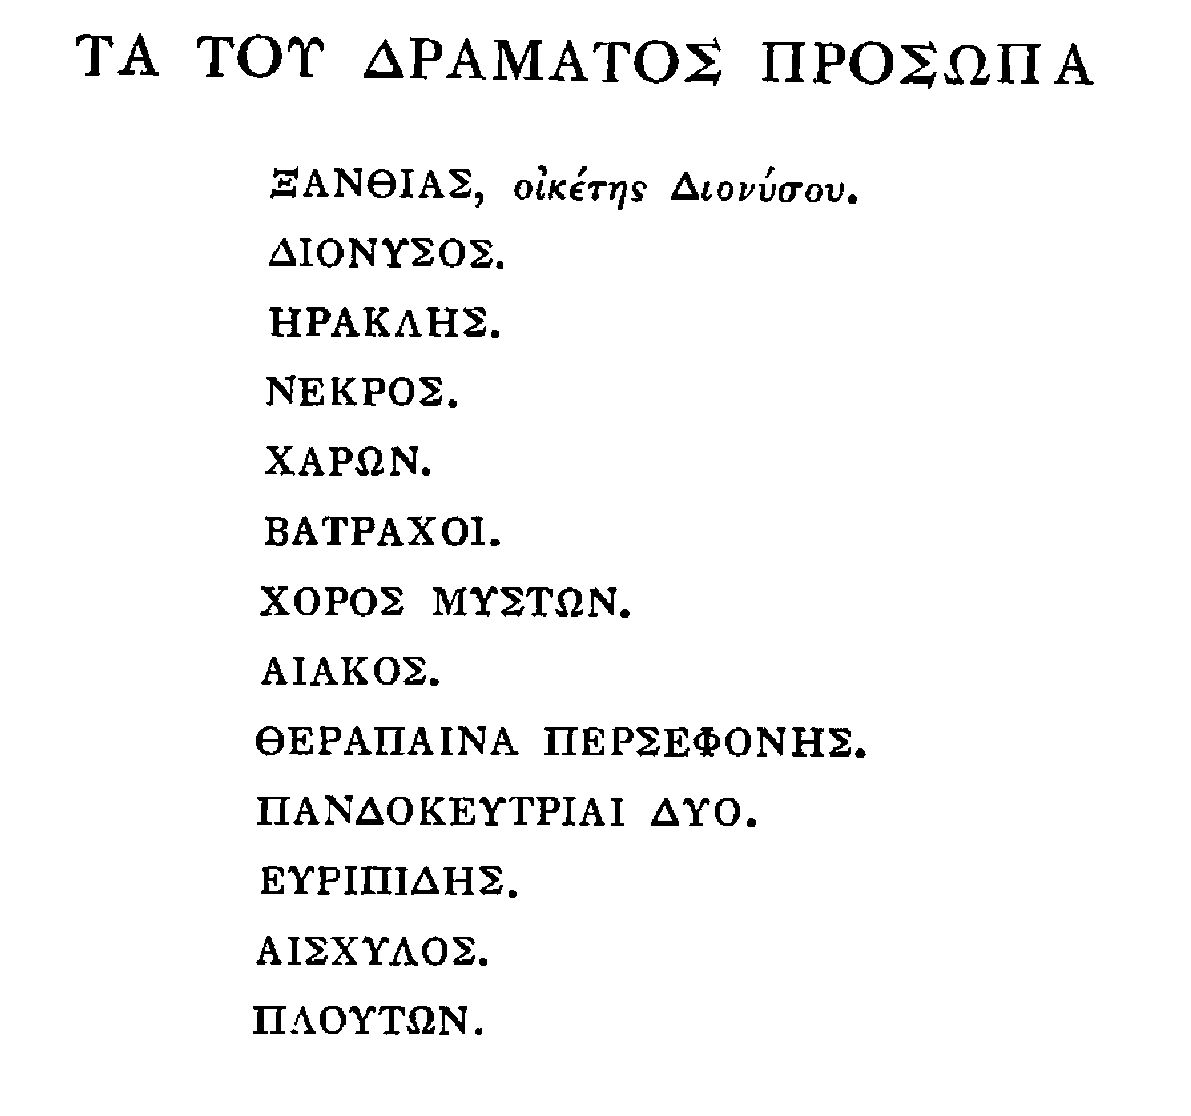 ΤΑ ΤΟΥ ΔΡΑΜΑΤΟΣ ΠΡΟΣΩΠΑ
ΞΑΝΘΙΑΣ, οἰκέτης Διονύσου.
ΔΙΟΝΥΣΟΣ.
ΗΡΑΚΛΗΣ.
ΝΕΚΡΟΣ.
ΧΑΡΩΝ.
ΒΑΤΡΑΧΟΙ.
ΧΟΡΟΣ ΜΥΣΤΩΝ.
ΑΙΑΚΟΣ.
ΘΕΡΑΠΑΙΝΑ ΠΕΡΣΕΦΟΝΗΣ.
ΠΑΝΔΟΚΕΥΤΡΙΑΙ ΔΥΟ.
ΕΥΡΙΠΙΔΗΣ.
ΑΙΣΧΥΛΟΣ.
ΠΛΟΥΤΩΝ.